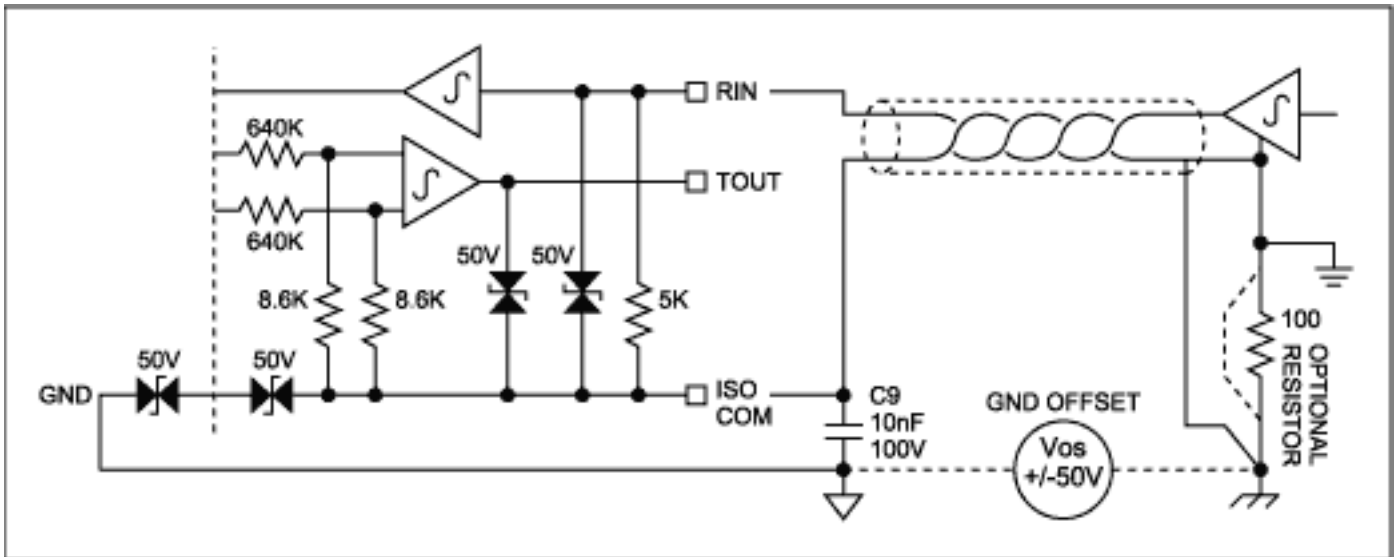 RIN
640K
TOUT
640K
50V
50V
8.6K
8.6K
5K
50V
50V
GND
ISO
COM
C9
10nF
100V
GND OFFSET
Vos
+/-50V
100
OPTIONAL
RESISTOR